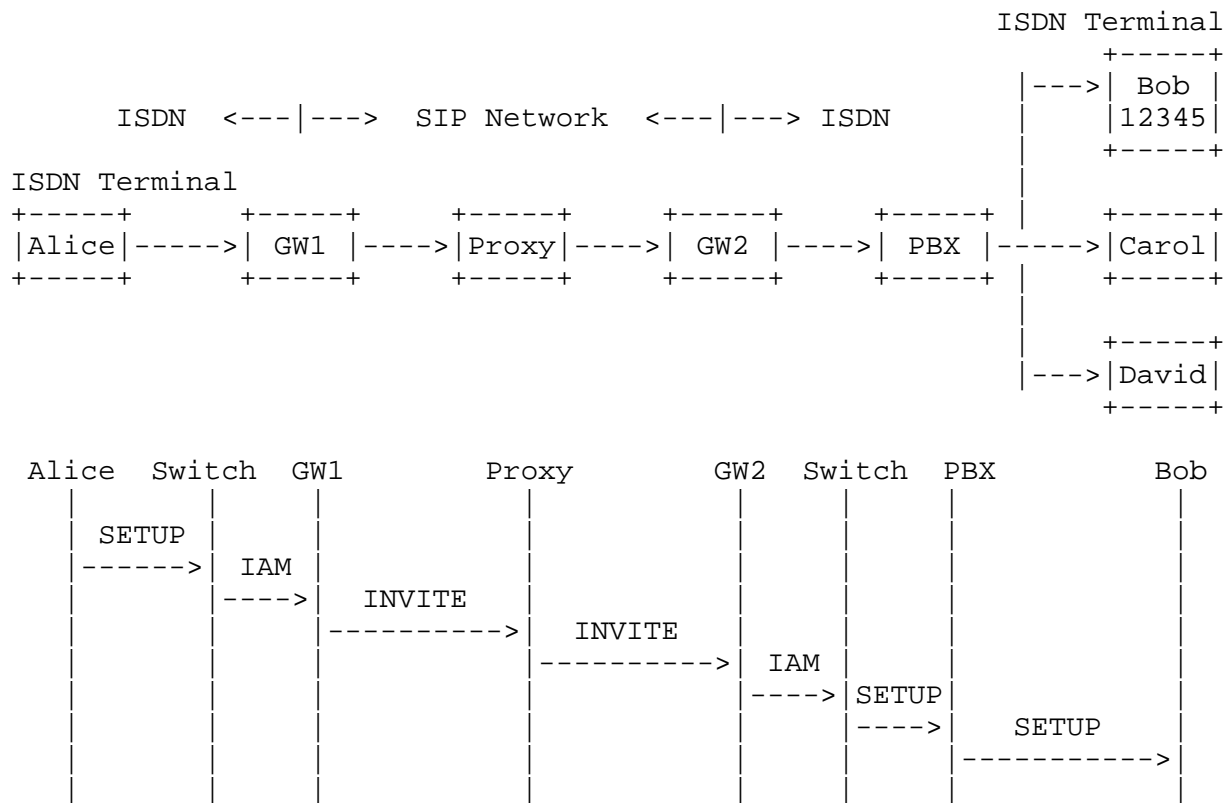 ISDN Terminal
Bob
ISDN <---|---> SIP Network <---|---> ISDN 12345
ISDN Terminal
Alice GW1 Proxy GW2 PBX Carol
David
Alice Switch GW1 Proxy GW2 Switch PBX Bob
SETUP
IAM
INVITE
INVITE
IAM
SETUP
SETUP